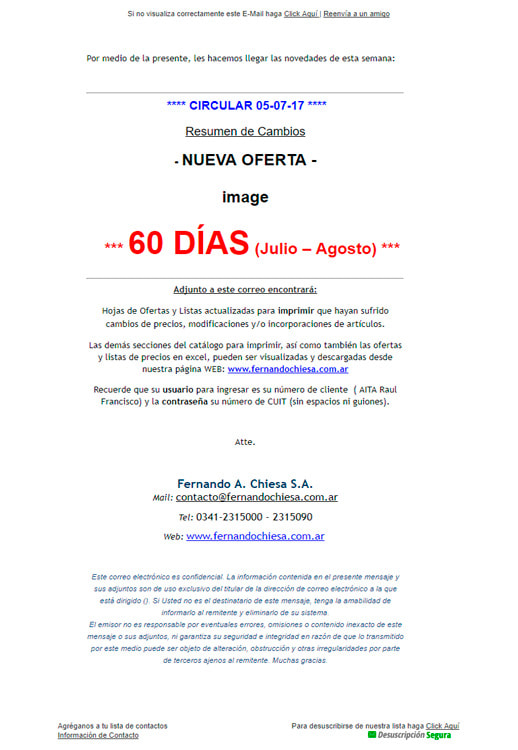 Si no visualiza correctamente este E-Mail haga Click Aquí | Reenvía a un amigo
Por medio de la presente, les hacemos llegar las novedades de esta semana:
**** CIRCULAR 05-07-17 ****
Resumen de Cambios
- NUEVA OFERTA -
image
*** 60 DÍAS (Julio – Agosto) ***
Adjunto a este correo encontrará:
Hojas de Ofertas y Listas actualizadas para imprimir que hayan sufrido
cambios de precios, modificaciones y/o incorporaciones de artículos.
Las demás secciones del catálogo para imprimir, así como también las ofertas
y listas de precios en excel, pueden ser visualizadas y descargadas desde
nuestra página WEB: www.fernandochiesa.com.ar
Recuerde que su usuario para ingresar es su número de cliente  ( AITA Raul
Francisco) y la contraseña su número de CUIT (sin espacios ni guiones).
Atte.
Fernando A. Chiesa S.A.
Mail: contacto@fernandochiesa.com.ar
Tel: 0341-2315000 - 2315090
Web: www.fernandochiesa.com.ar
Este correo electrónico es confidencial. La información contenida en el presente mensaje y
sus adjuntos son de uso exclusivo del titular de la dirección de correo electrónico a la que
está dirigido (). Si Usted no es el destinatario de este mensaje, tenga la amabilidad de
informarlo al remitente y eliminarlo de su sistema.
El emisor no es responsable por eventuales errores, omisiones o contenido inexacto de este
mensaje o sus adjuntos, ni garantiza su seguridad e integridad en razón de que lo transmitido
por este medio puede ser objeto de alteración, obstrucción y otras irregularidades por parte
de terceros ajenos al remitente. Muchas gracias.
Agréganos a tu lista de contactos
Información de Contacto
Para desuscribirse de nuestra lista haga Click Aquí
Desuscripción Segura